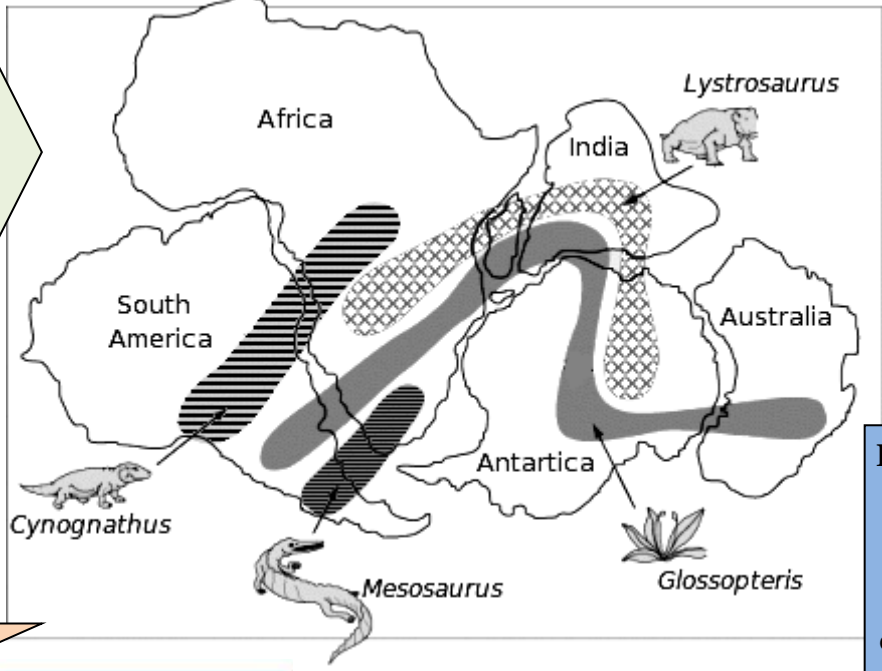 Lystrosaurus
Africa
India
South
America
Australia
Antartica
Cynognathus
Mesosaurus
Glossopteris